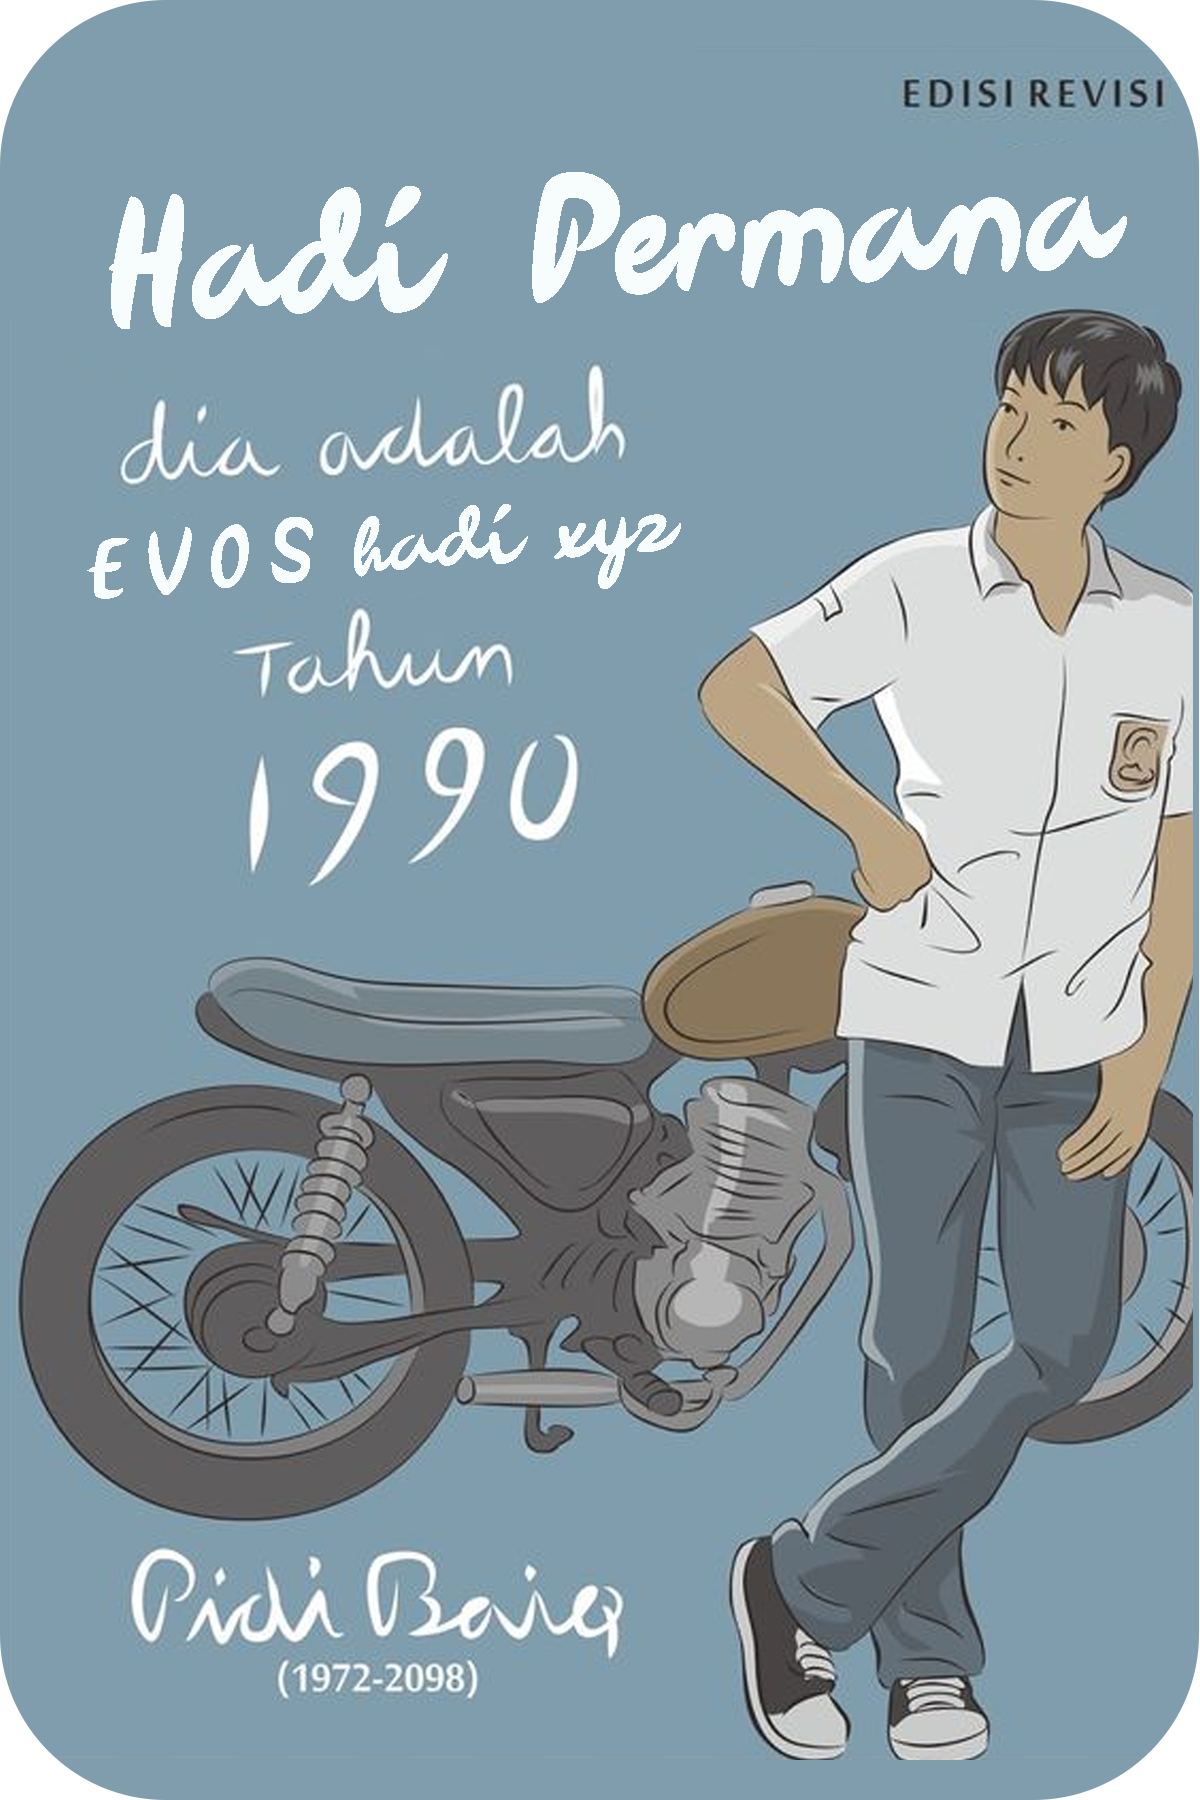 EDISI REVISI
Hadi Permana
dia adalah
EVOS hadi xyz
Tahun
1990
Pidi Baiq
(1972-2098)